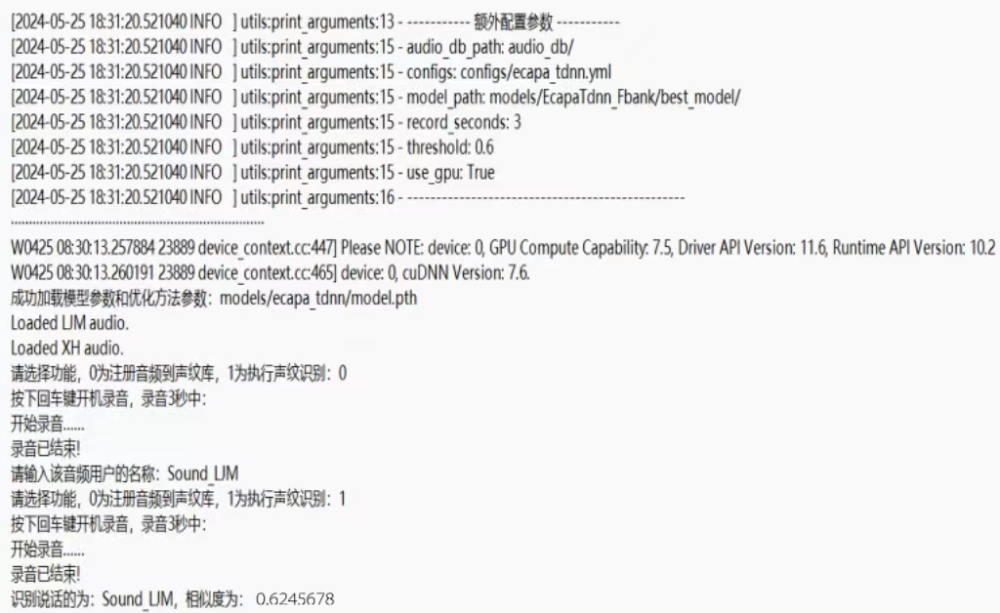 [2024-05-25 18:31:20.521040 INFO   ] utils:print_arguments:13 - ----------- 额外配置参数 -----------
[2024-05-25 18:31:20.521040 INFO   ] utils:print_arguments:15 - audio_db_path: audio_db/
[2024-05-25 18:31:20.521040 INFO   ] utils:print_arguments:15 - configs: configs/ecapa_tdnn.yml
[2024-05-25 18:31:20.521040 INFO   ] utils:print_arguments:15 - model_path: models/EcapaTdnn_Fbank/best_model/
[2024-05-25 18:31:20.521040 INFO   ] utils:print_arguments:15 - record_seconds: 3
[2024-05-25 18:31:20.521040 INFO   ] utils:print_arguments:15 - threshold: 0.6
[2024-05-25 18:31:20.521040 INFO   ] utils:print_arguments:15 - use_gpu: True
[2024-05-25 18:31:20.521040 INFO   ] utils:print_arguments:16 - ------------------------------------------------
......................................................................
W0425 08:30:13.257884 23889 device_context.cc:447] Please NOTE: device: 0, GPU Compute Capability: 7.5, Driver API Version: 11.6, Runtime API Version: 10.2
W0425 08:30:13.260191 23889 device_context.cc:465] device: 0, cuDNN Version: 7.6.
成功加载模型参数和优化方法参数：models/ecapa_tdnn/model.pth
Loaded LJM audio.
Loaded XH audio.
请选择功能，0为注册音频到声纹库，1为执行声纹识别：0
按下回车键开机录音，录音3秒中：
开始录音......
录音已结束!
请输入该音频用户的名称：Sound_LJM
请选择功能，0为注册音频到声纹库，1为执行声纹识别：1
按下回车键开机录音，录音3秒中：
开始录音......
录音已结束!
识别说话的为：Sound_LJM，相似度为： 0.6245678